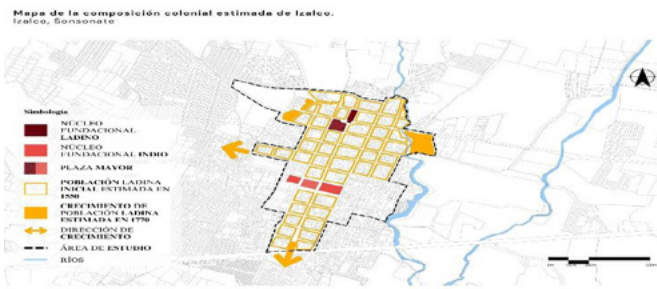 Mapa de la composición colonial estimada de Izalco.
Izalco, Sonsonate
Simbología
NÚCLEO
FUNDACIONAL
LADINO
NÚCLEO
FUNDACIONAL INDIO
PLAZA MAYOR
POBLACIÓN LADINA
INICIAL ESTIMADA EN
1550
CRECIMIENTO DE
POBLACIÓN LADINA
ESTIMADA EN 1770
DIRECCIÓN DE
CRECIMIENTO
ÁREA DE ESTUDIO
RÍOS